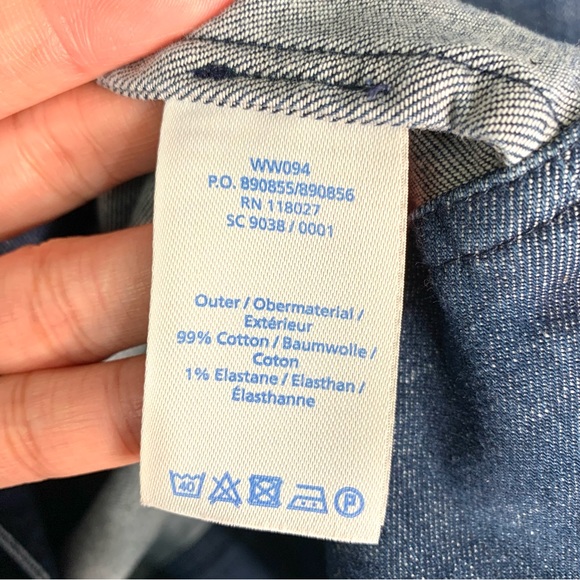 WW094
P.O. 890855/890856
RN 118027
SC 9038 / 0001
Outer / Obermaterial /
Extérieur
99% Cotton / Baumwolle /
Coton
1% Elastane / Elasthan /
Élasthanne
40 P